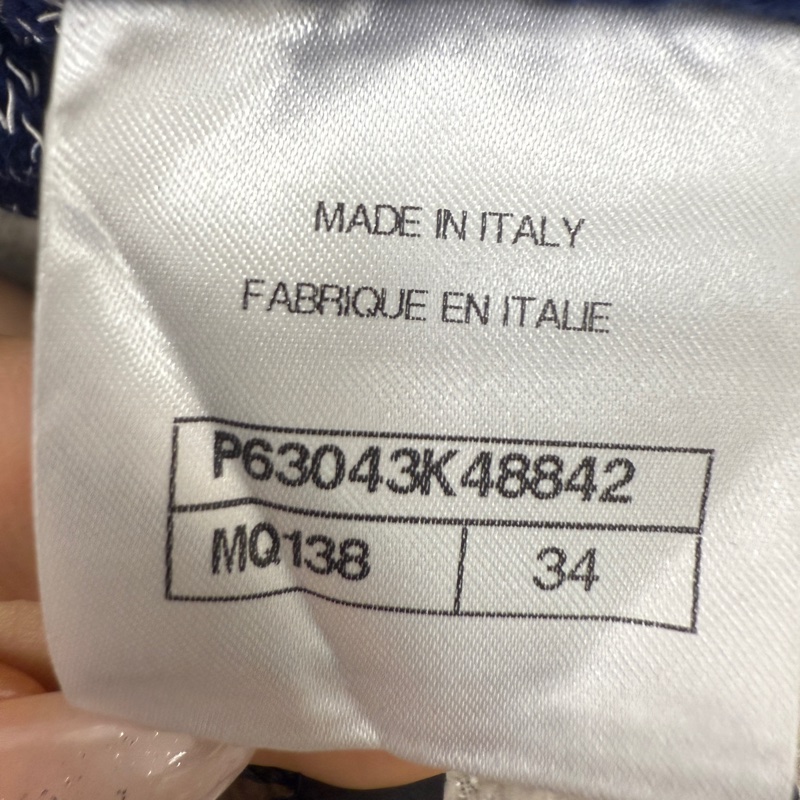 MADE IN ITALY
FABRIQUE EN ITALIE
P63043K48842
MQ138 34